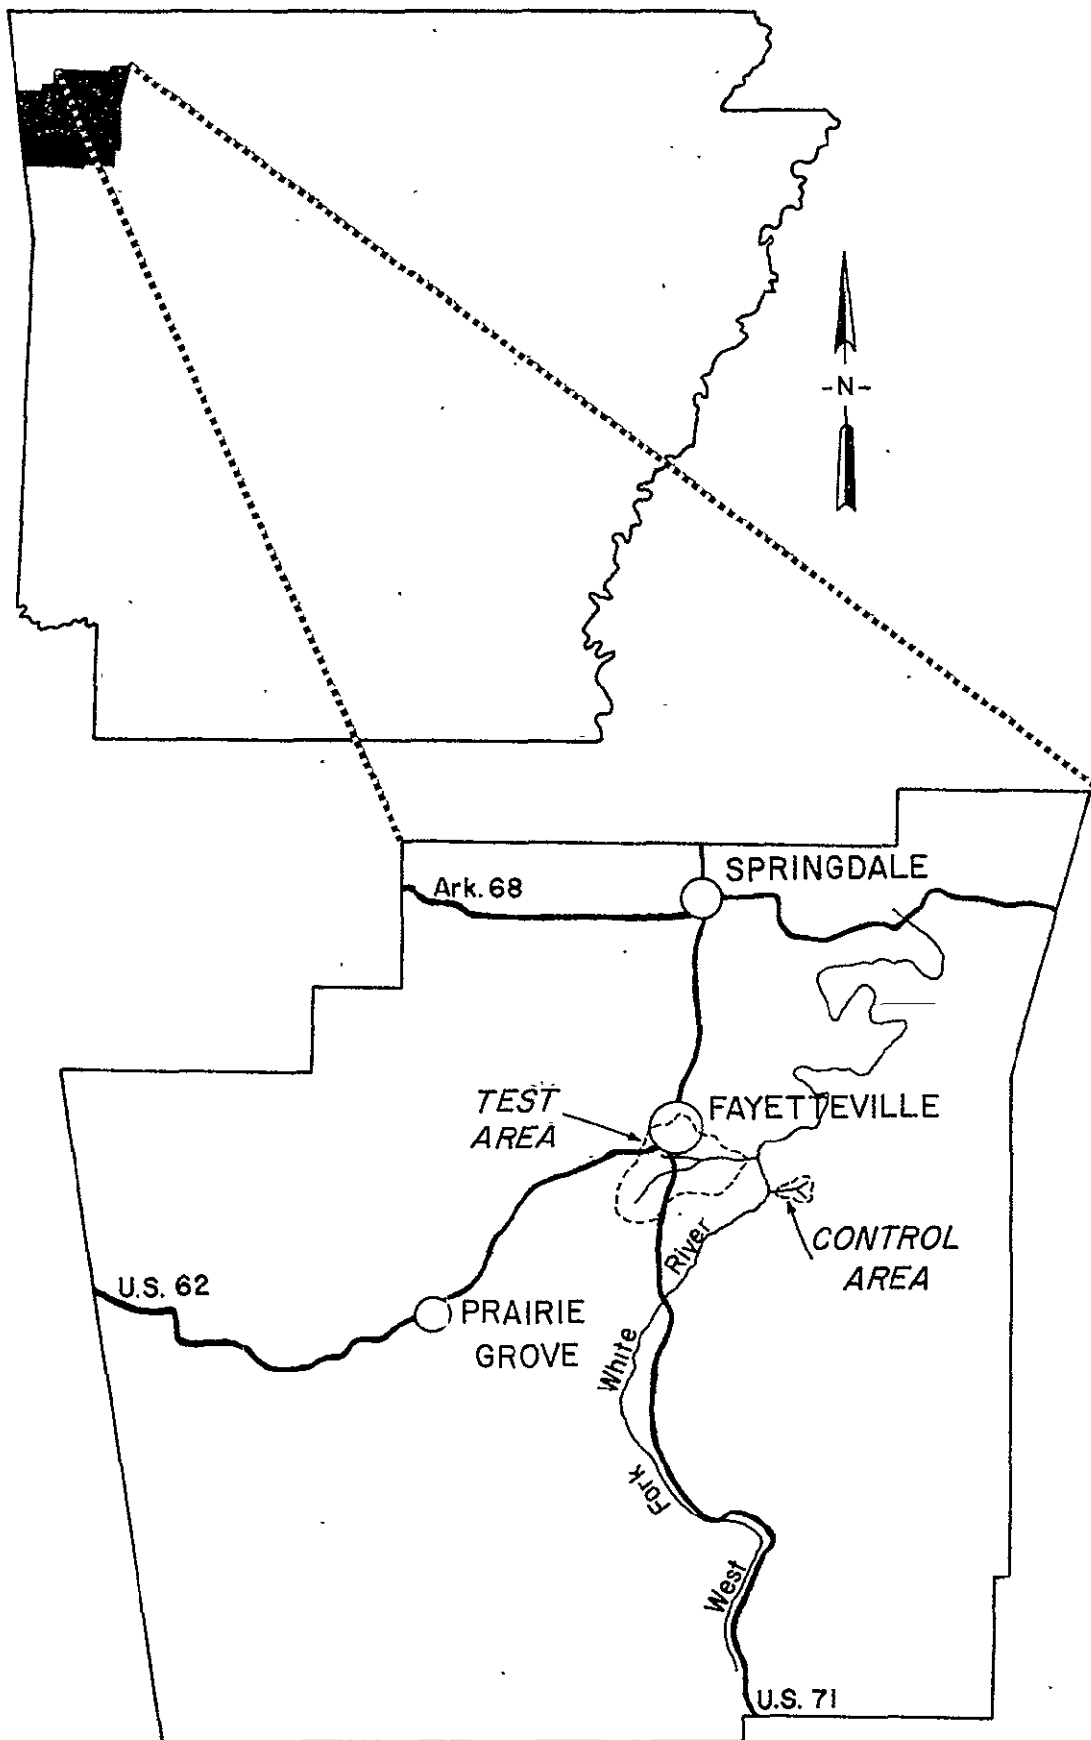 -N-
SPRINGDALE
Ark. 68
TEST
AREA
FAYETTEVILLE
CONTROL
AREA
U.S. 62
PRAIRIE
GROVE
West Fork White River
U.S. 71